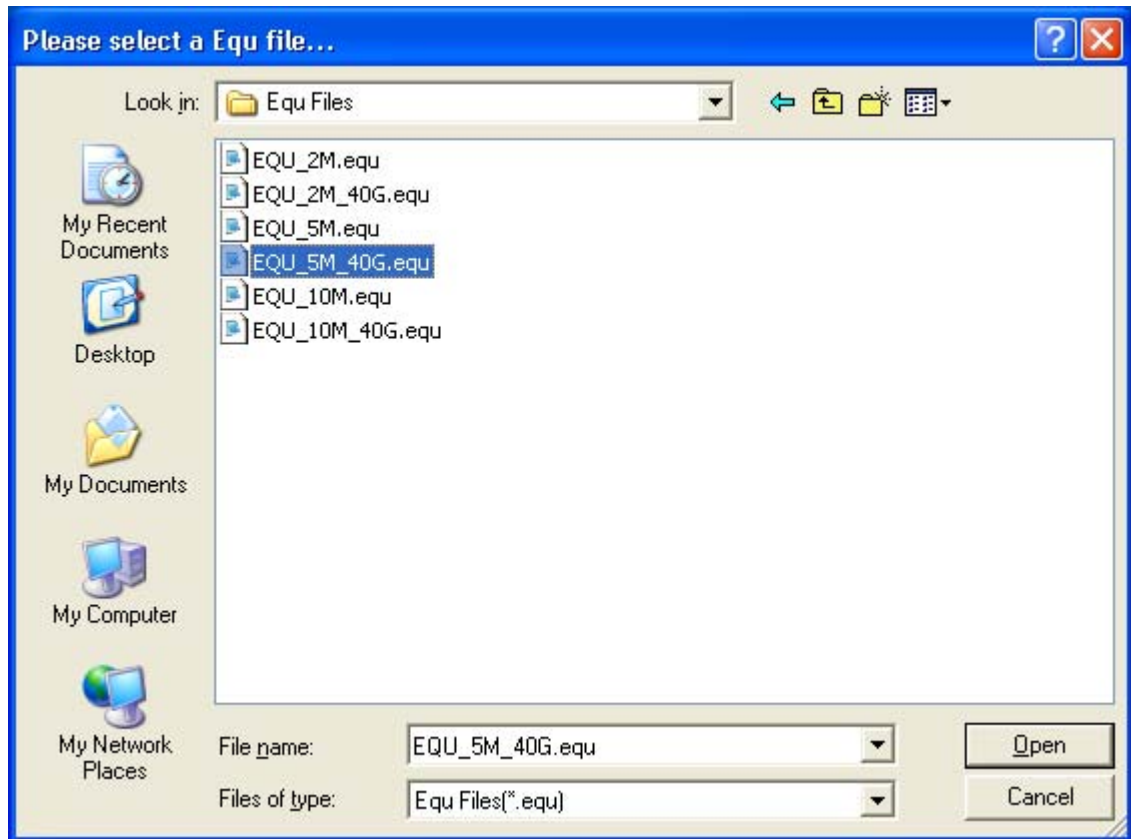 Please select a Equ file...
Look in: Equ Files
EQU_2M.equ
EQU_2M_40G.equ
EQU_5M.equ
EQU_5M_40G.equ
EQU_10M.equ
EQU_10M_40G.equ
My Recent
Documents
Desktop
My Documents
My Computer
My Network
Places
File name: EQU_5M_40G.equ Open
Files of type: Equ Files(*.equ) Cancel